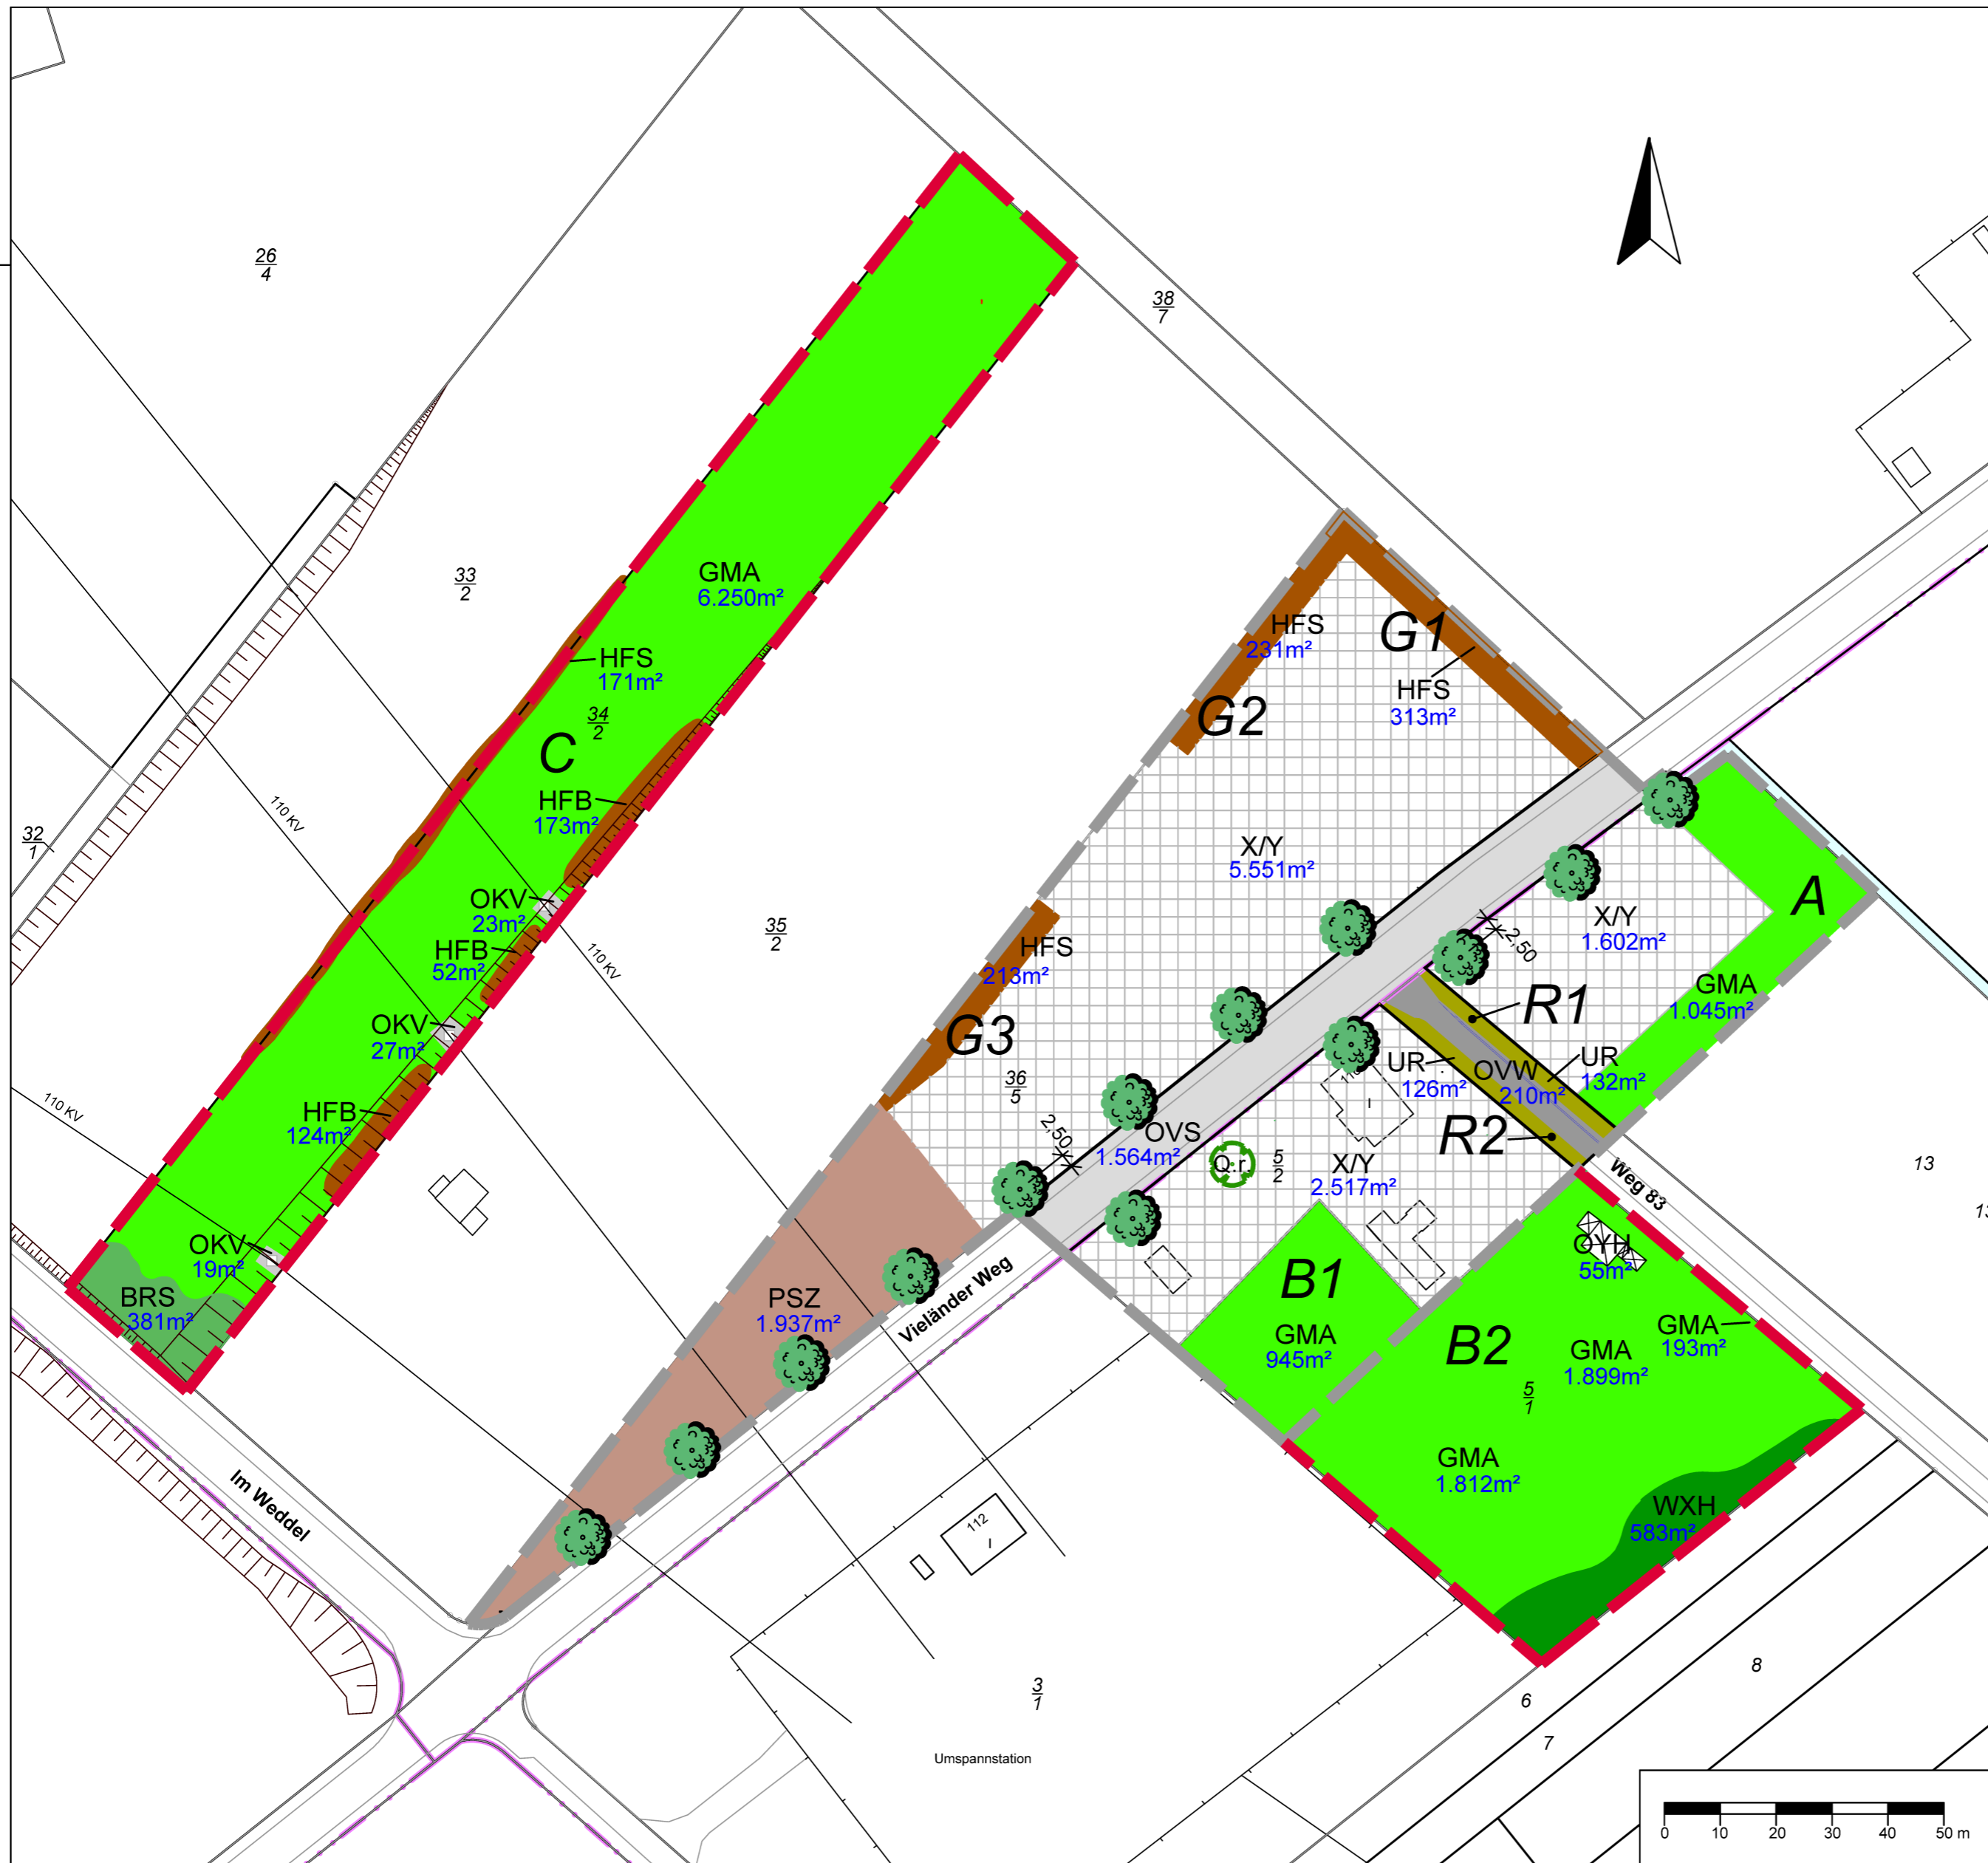 26
4
38
7
33
2
GMA
6.250m²
HFS
171m²
34
2
C
HFB
173m²
110 KV
32
1
OKV
23m²
HFB
52m²
110 KV
35
2
OKV
27m²
110 KV
HFB
124m²
OKV
19m²
BRS
381m²
HFS
231m²
G1
HFS
313m²
G2
X/Y
5.551m²
HFS
213m²
G3
36
5
2,50
OVS
1.564m²
X/Y
1.602m²
2,50
A
GMA
1.045m²
R1
UR
126m²
OVW
210m²
UR
132m²
R2
Q.r.
5
2
X/Y
2.517m²
I
Weg 83
13
OYH
55m²
B1
GMA
945m²
B2
GMA
1.899m²
GMA
193m²
5
1
GMA
1.812m²
WXH
583m²
PSZ
1.937m²
Vieländer Weg
Im Weddel
112
I
3
1
Umspannstation
6
7
8
0 10 20 30 40 50 m